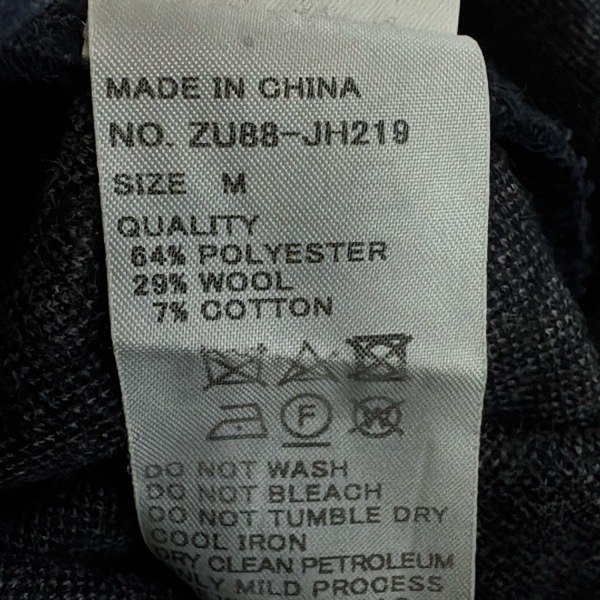 MADE IN CHINA
NO. ZU88-JH219
SIZE M
QUALITY
64% POLYESTER
29% WOOL
7% COTTON
F W
DO NOT WASH
DO NOT BLEACH
DO NOT TUMBLE DRY
COOL IRON
DRY CLEAN PETROLEUM
ONLY MILD PROCESS